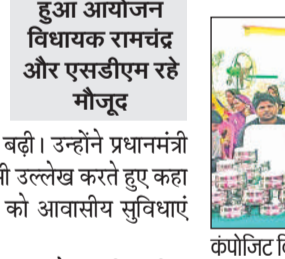 हुआ आयोजन
विधायक रामचंद्र
और एसडीएम रहे
मौजूद
बढ़ी। उन्होंने प्रधानमंत्री
उल्लेख करते हुए कहा
को आवासीय सुविधाएं
कंपोजिट